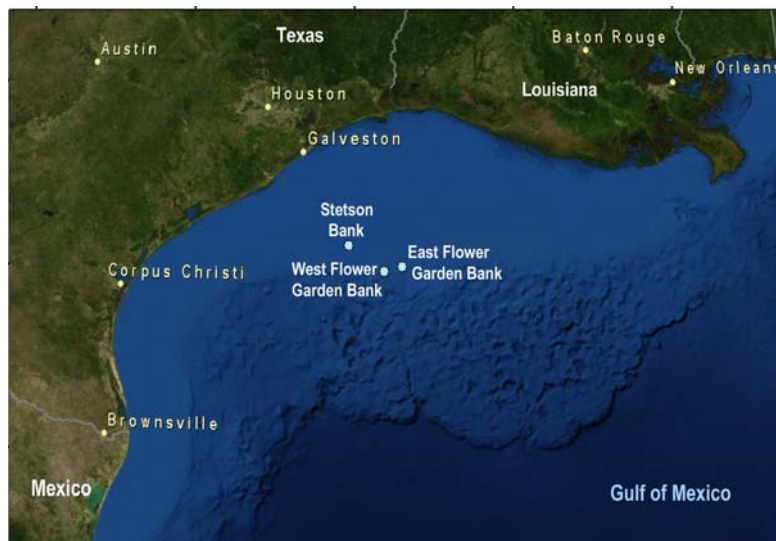 Texas
Baton Rouge
Austin
New Orleans
Houston
Louisiana
Galveston
Stetson
Bank
East Flower
Garden Bank
West Flower
Garden Bank
Corpus Christi
Brownsville
Mexico
Gulf of Mexico